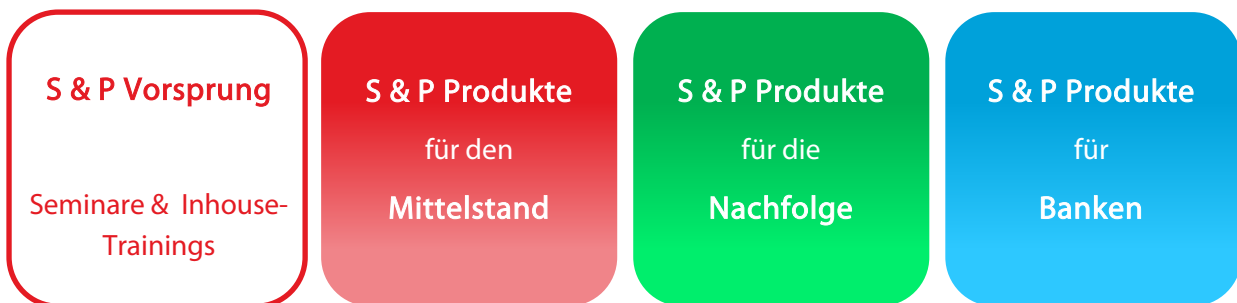 S & P Vorsprung
Seminare & Inhouse-
Trainings
S & P Produkte
für den
Mittelstand
S & P Produkte
für die
Nachfolge
S & P Produkte
für
Banken